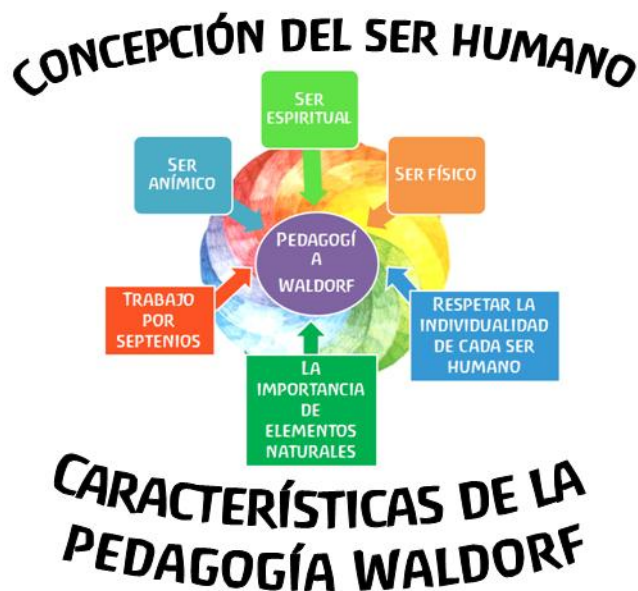 CONCEPCIÓN DEL SER HUMANO
SER
ESPIRITUAL
SER
ANÍMICO
SER FÍSICO
PEDAGOGÍ
A
WALDORF
TRABAJO
POR
SEPTENIOS
RESPETAR LA
INDIVIDUALIDAD
DE CADA SER
HUMANO
LA
IMPORTANCIA
DE
ELEMENTOS
NATURALES
CARACTERÍSTICAS DE LA
PEDAGOGÍA WALDORF